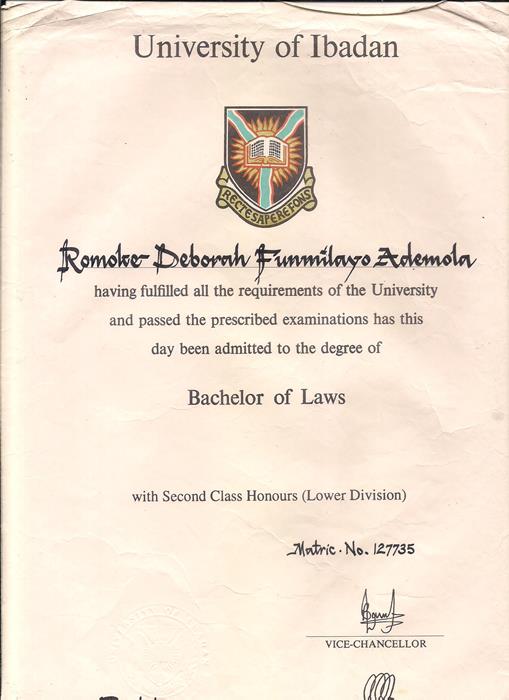 University of Ibadan
RECTE SAPERE FONS
Romoke Deborah Funmilayo Ademola
having fulfilled all the requirements of the University
and passed the prescribed examinations has this
day been admitted to the degree of
Bachelor of Laws
with Second Class Honours (Lower Division)
Matric. No. 127735
VICE-CHANCELLOR